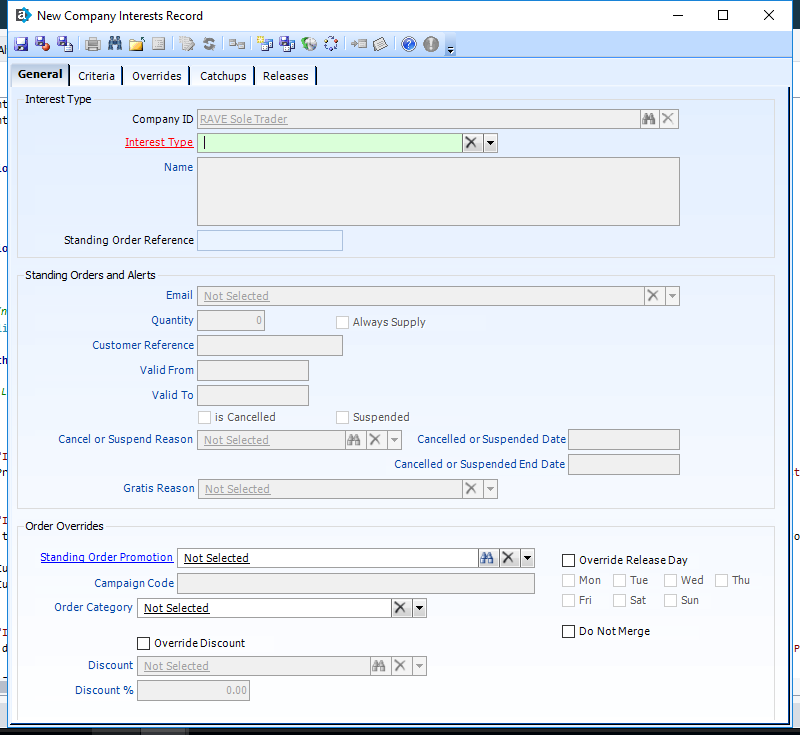 New Company Interests Record
General Criteria Overrides Catchups Releases
Interest Type
Company ID RAVE Sole Trader
Interest Type
Name
Standing Order Reference
Standing Orders and Alerts
Email Not Selected
Quantity 0 Always Supply
Customer Reference
Valid From
Valid To
is Cancelled Suspended
Cancel or Suspend Reason Not Selected Cancelled or Suspended Date
Cancelled or Suspended End Date
Gratis Reason Not Selected
Order Overrides
Standing Order Promotion Not Selected Override Release Day
Campaign Code Mon Tue Wed Thu
Order Category Not Selected Fri Sat Sun
Do Not Merge
Override Discount
Discount Not Selected
Discount % 0.00